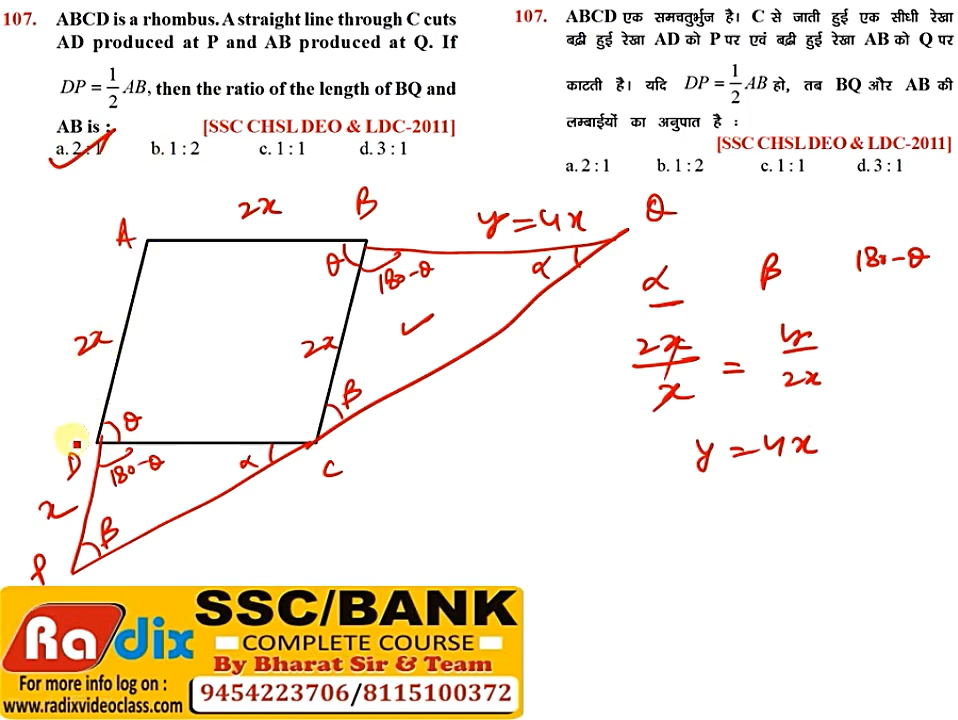 107. ABCD is a rhombus. A straight line through C cuts
AD produced at P and AB produced at Q. If
DP = 1/2 AB, then the ratio of the length of BQ and
AB is : [SSC CHSL DEO & LDC-2011]
a. 2 : 1 b. 1 : 2 c. 1 : 1 d. 3 : 1
107. ABCD एक समचतुर्भुज है। C से जाती हुई एक सीधी रेखा
बढ़ी हुई रेखा AD को P पर एवं बढ़ी हुई रेखा AB को Q पर
काटती है। यदि DP = 1/2 AB हो, तब BQ और AB की
लम्बाईयों का अनुपात है :
[SSC CHSL DEO & LDC-2011]
a. 2 : 1 b. 1 : 2 c. 1 : 1 d. 3 : 1
A 2x B y = 4x Q
θ 180-θ α
2x 2x
β
θ
D 180-θ α C
x
β
P
α β 180-θ
2x/x = y/2x
y = 4x
Radix
For more info log on :
www.radixvideoclass.com
SSC/BANK
COMPLETE COURSE
By Bharat Sir & Team
9454223706/8115100372